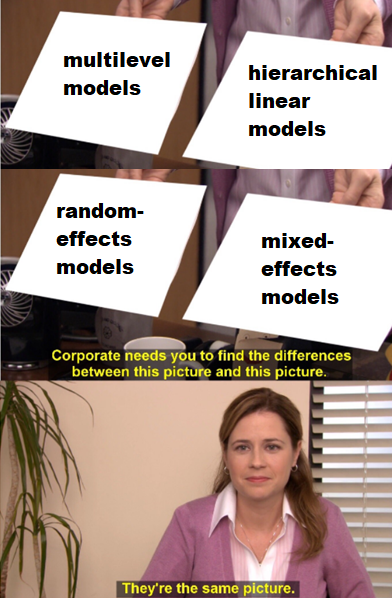 multilevel
models
hierarchical
linear
models
random-
effects
models
mixed-
effects
models
Corporate needs you to find the differences
between this picture and this picture.
They're the same picture.